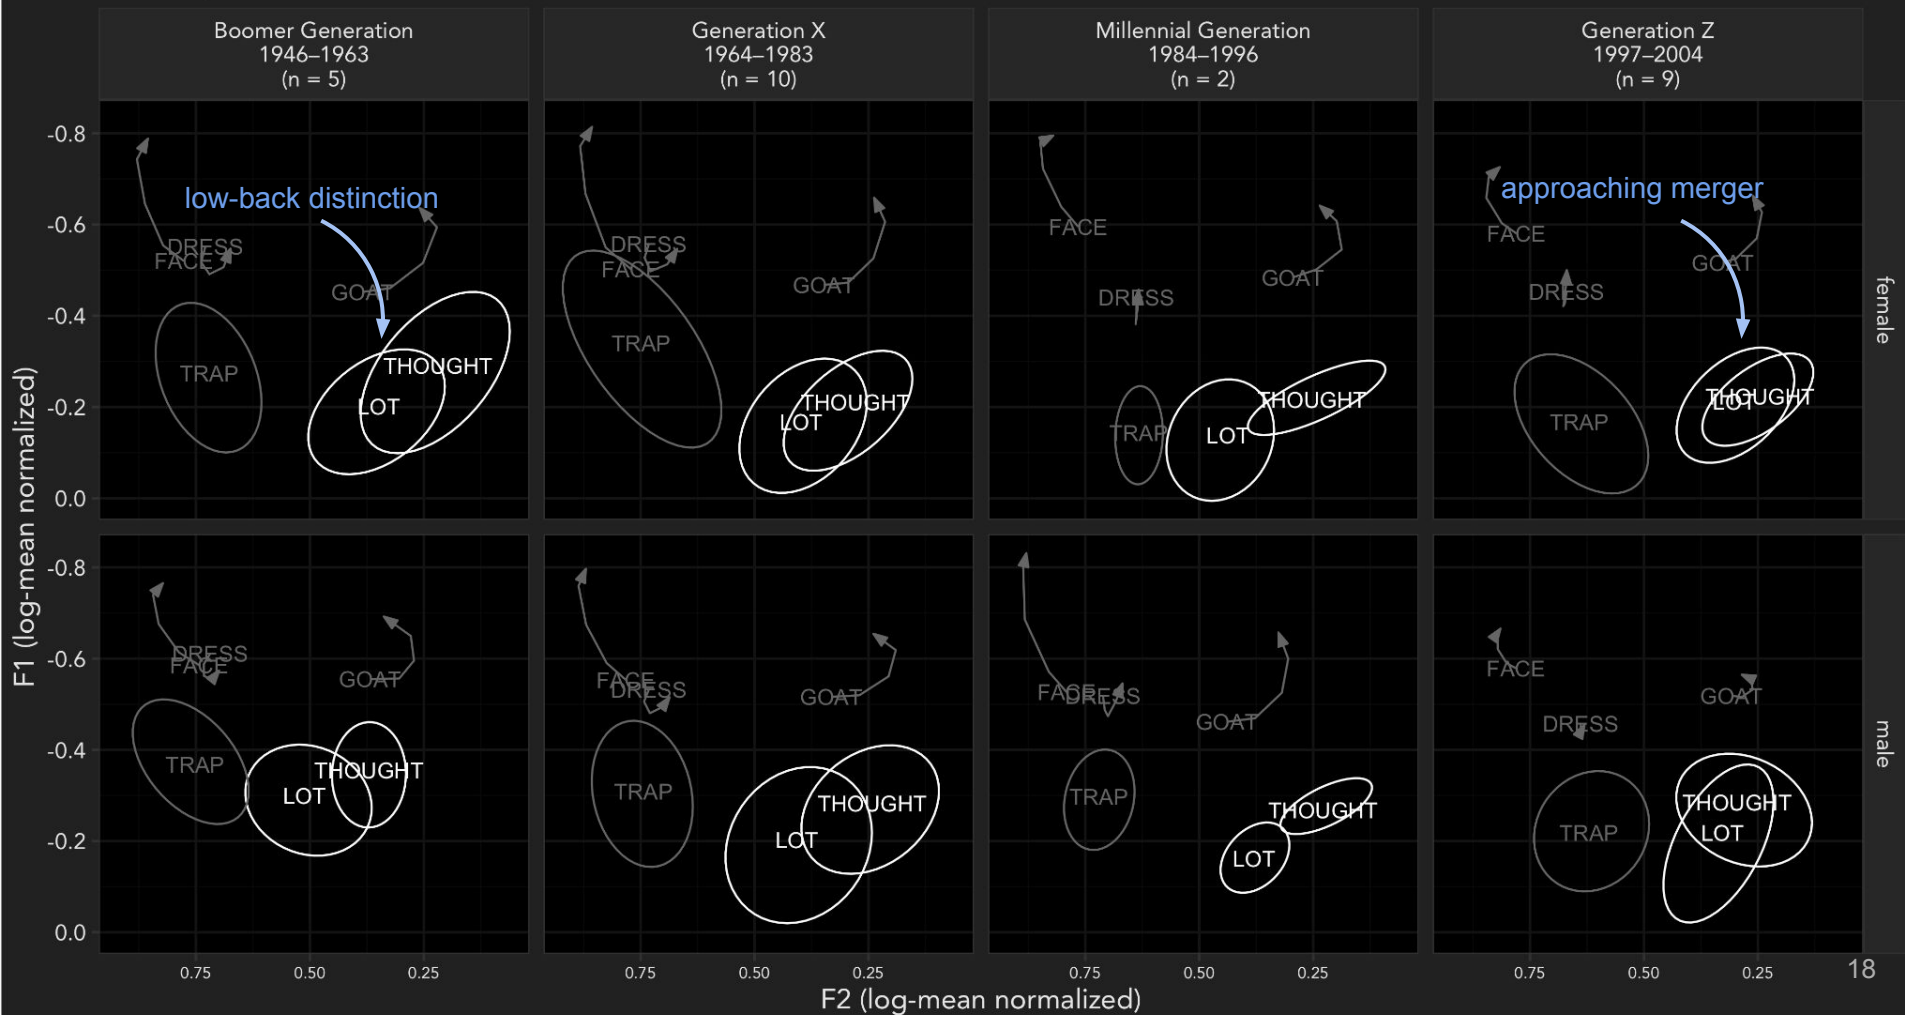 Boomer Generation
1946–1963
(n = 5)
Generation X
1964–1983
(n = 10)
Millennial Generation
1984–1996
(n = 2)
Generation Z
1997–2004
(n = 9)
F1 (log-mean normalized)
-0.8
-0.6
-0.4
-0.2
0.0
low-back distinction
DRESS
FACE
GOAT
TRAP
THOUGHT
LOT
DRESS
FACE
GOAT
TRAP
THOUGHT
LOT
FACE
GOAT
DRESS
THOUGHT
TRAP
LOT
approaching merger
FACE
GOAT
DRESS
THOUGHT
LOT
TRAP
female
-0.8
-0.6
-0.4
-0.2
0.0
DRESS
FACE
GOAT
TRAP
THOUGHT
LOT
FACE
DRESS
GOAT
TRAP
THOUGHT
LOT
FACE
DRESS
GOAT
TRAP
THOUGHT
LOT
FACE
GOAT
DRESS
THOUGHT
LOT
TRAP
male
0.75 0.50 0.25
0.75 0.50 0.25
0.75 0.50 0.25
0.75 0.50 0.25
18
F2 (log-mean normalized)